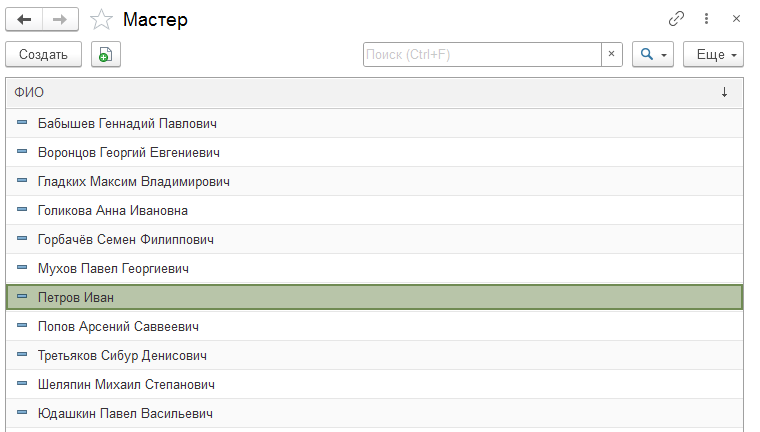 Мастер
Создать
Поиск (Ctrl+F)
Еще
ФИО
Бабышев Геннадий Павлович
Воронцов Георгий Евгениевич
Гладких Максим Владимирович
Голикова Анна Ивановна
Горбачёв Семен Филиппович
Мухов Павел Георгиевич
Петров Иван
Попов Арсений Саввеевич
Третьяков Сибур Денисович
Шеляпин Михаил Степанович
Юдашкин Павел Васильевич